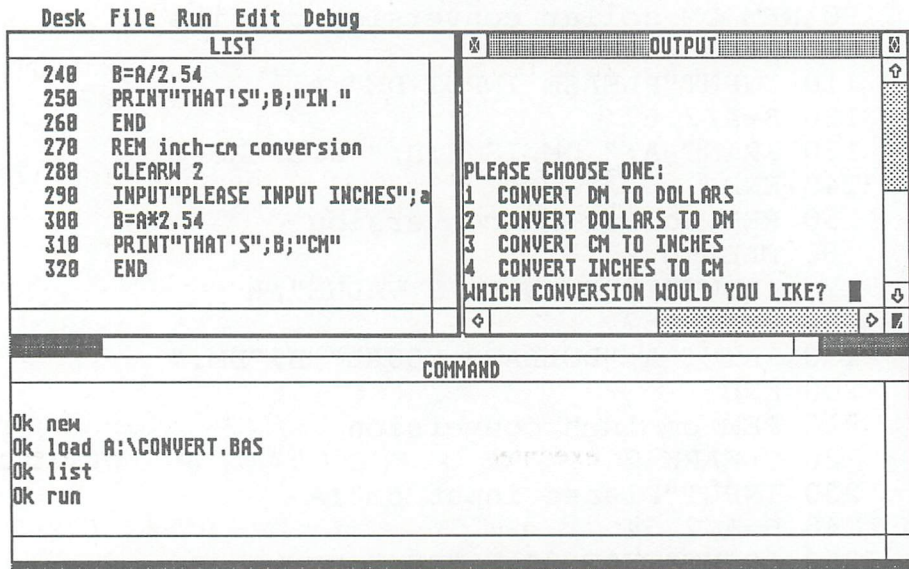 Desk File Run Edit Debug
LIST
240 B=A/2.54
250 PRINT"THAT'S";B;"IN."
260 END
270 REM inch-cm conversion
280 CLEARW 2
290 INPUT"PLEASE INPUT INCHES";a
300 B=A*2.54
310 PRINT"THAT'S";B;"CM"
320 END
OUTPUT
PLEASE CHOOSE ONE:
1 CONVERT DM TO DOLLARS
2 CONVERT DOLLARS TO DM
3 CONVERT CM TO INCHES
4 CONVERT INCHES TO CM
WHICH CONVERSION WOULD YOU LIKE?
COMMAND
Ok new
Ok load A:\CONVERT.BAS
Ok list
Ok run